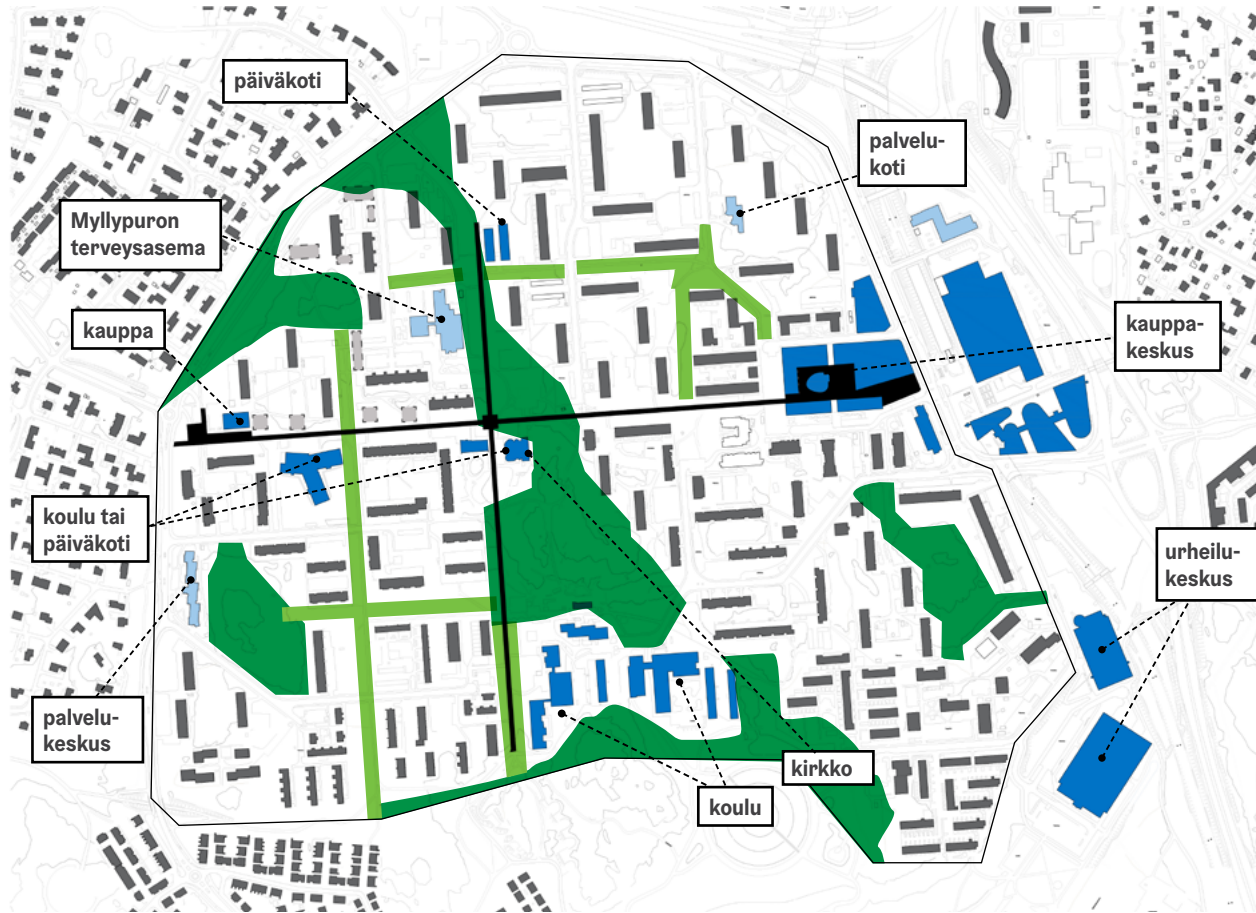 päiväkoti
palvelu-
koti
Myllypuron
terveysasema
kauppa
kauppa-
keskus
koulu tai
päiväkoti
urheilu-
keskus
palvelu-
keskus
kirkko
koulu